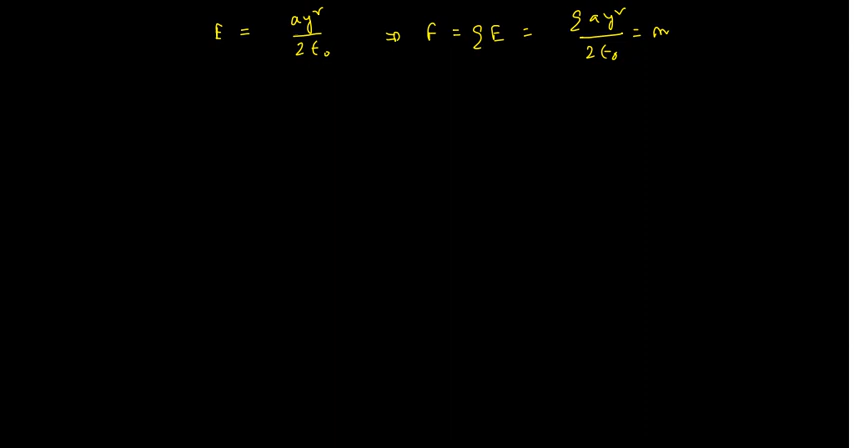 E = ay²/2ε₀ ⇒ F = qE = qay²/2ε₀ = m